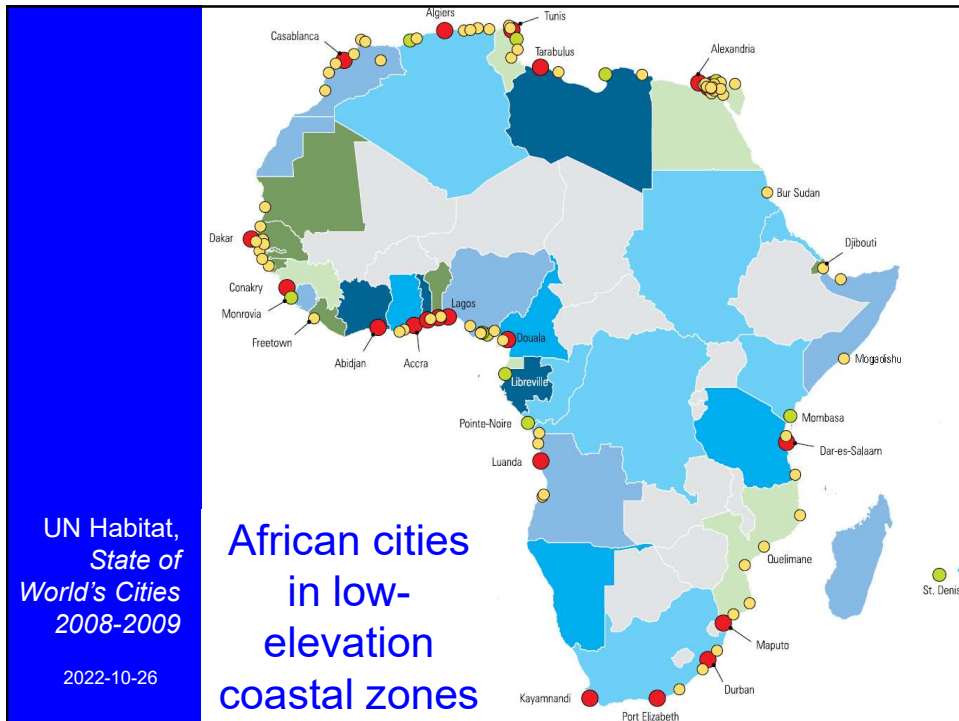 Algiers
Tunis
Casablanca
Tarabulus
Alexandria
Bur Sudan
Dakar
Djibouti
Conakry
Monrovia
Lagos
Freetown
Douala
Abidjan
Accra
Mogadishu
Libreville
Pointe-Noire
Mombasa
Dar-es-Salaam
Luanda
Quelimane
St. Denis
Maputo
Durban
Kayamnandi
Port Elizabeth
UN Habitat,
State of
World's Cities
2008-2009
2022-10-26
African cities
in low-
elevation
coastal zones